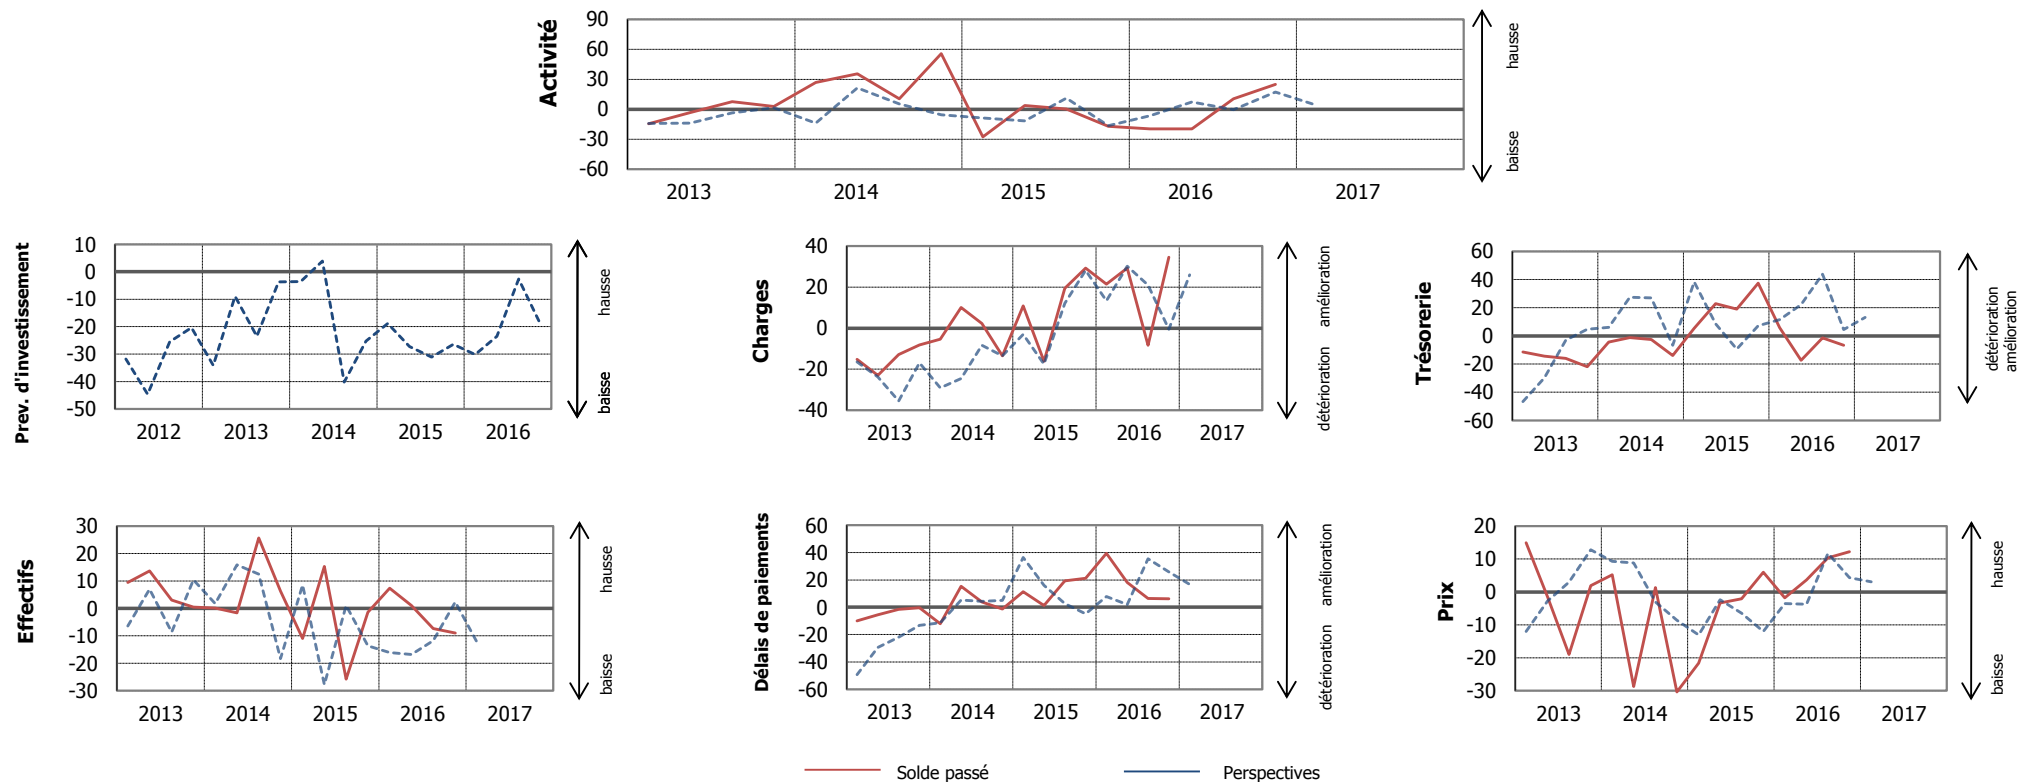 Activité
90
60
30
0
-30
-60
2013 2014 2015 2016 2017
hausse
baisse
Prev. d'investissement
10
0
-10
-20
-30
-40
-50
2012 2013 2014 2015 2016
hausse
baisse
Charges
40
20
0
-20
-40
2013 2014 2015 2016 2017
amélioration
détérioration
Trésorerie
60
40
20
0
-20
-40
-60
2013 2014 2015 2016 2017
détérioration
amélioration
Effectifs
30
20
10
0
-10
-20
-30
2013 2014 2015 2016 2017
hausse
baisse
Délais de paiements
60
40
20
0
-20
-40
-60
2013 2014 2015 2016 2017
amélioration
détérioration
Prix
20
10
0
-10
-20
-30
2013 2014 2015 2016 2017
hausse
baisse
Solde passé Perspectives